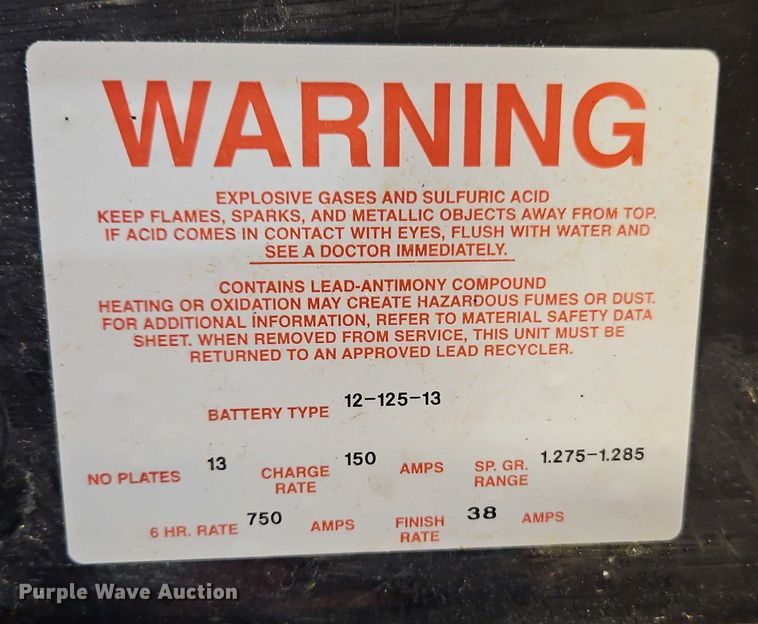 WARNING
EXPLOSIVE GASES AND SULFURIC ACID
KEEP FLAMES, SPARKS, AND METALLIC OBJECTS AWAY FROM TOP.
IF ACID COMES IN CONTACT WITH EYES, FLUSH WITH WATER AND
SEE A DOCTOR IMMEDIATELY.
CONTAINS LEAD-ANTIMONY COMPOUND
HEATING OR OXIDATION MAY CREATE HAZARDOUS FUMES OR DUST.
FOR ADDITIONAL INFORMATION, REFER TO MATERIAL SAFETY DATA
SHEET. WHEN REMOVED FROM SERVICE, THIS UNIT MUST BE
RETURNED TO AN APPROVED LEAD RECYCLER.
BATTERY TYPE 12-125-13
NO PLATES 13 CHARGE RATE 150 AMPS SP. GR. RANGE 1.275-1.285
6 HR. RATE 750 AMPS FINISH RATE 38 AMPS
Purple Wave Auction